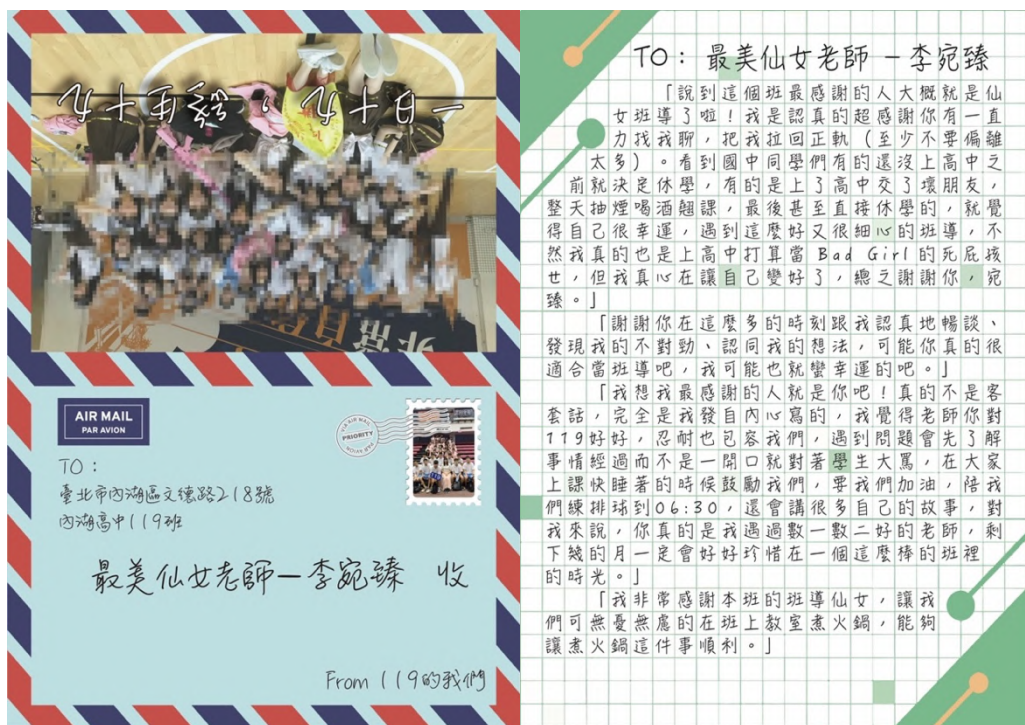 一日十九，終生十九
非常自
AIR MAIL
PAR AVION
VIA AIR MAIL
PRIORITY
PAR AVION
TO：
臺北市內湖區文德路218號
內湖高中119班
最美仙女老師－李宛臻 收
From 119的我們
TO：最美仙女老師－李宛臻
「說到這個班最感謝的人大概就是仙
女班導了啦！我是認真的超感謝你有一直
力找我聊，把我拉回正軌（至少不要偏離
太多）。看到國中同學們有的還沒上高中之
前就決定休學，有的是上了高中交了壞朋友，
整天抽煙喝酒翹課，最後甚至直接休學的，就覺
得自己很幸運，遇到這麼好又很細心的班導，不
然我真的也是上高中打算當 Bad Girl 的死屁孩
世，但我真心在讓自己變好了，總之謝謝你，宛
臻。」
「謝謝你在這麼多的時刻跟我認真地暢談、
發現我的不對勁、認同我的想法，可能你真的很
適合當班導吧，我可能也就蠻幸運的吧。」
「我想我最感謝的人就是你吧！真的不是客
套話，完全是我發自內心寫的，我覺得老師你對
119好好，忍耐也包容我們，遇到問題會先了解
事情經過而不是一開口就對著學生大罵，在大家
上課快睡著的時候鼓勵我們，要我們加油，陪我
們練排球到06:30，還會講很多自己的故事，對
我來說，你真的是我遇過數一數二好的老師，剩
下幾的月一定會好好珍惜在一個這麼棒的班裡
的時光。」
「我非常感謝本班的班導仙女，讓我
們可無憂無慮的在班上教室煮火鍋，能夠
讓煮火鍋這件事順利。」